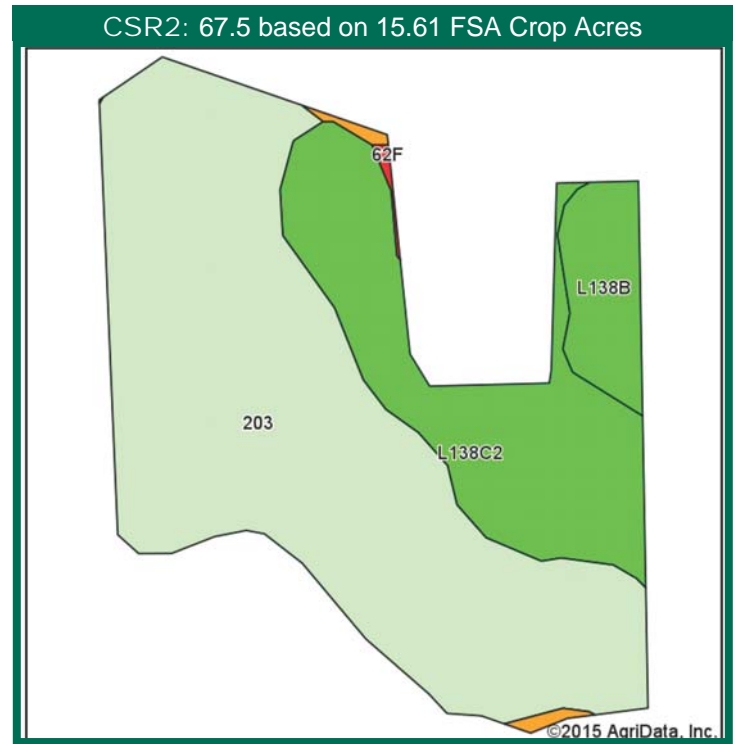 CSR2: 67.5 based on 15.61 FSA Crop Acres
62F
L138B
203
L138C2
©2015 AgriData, Inc.